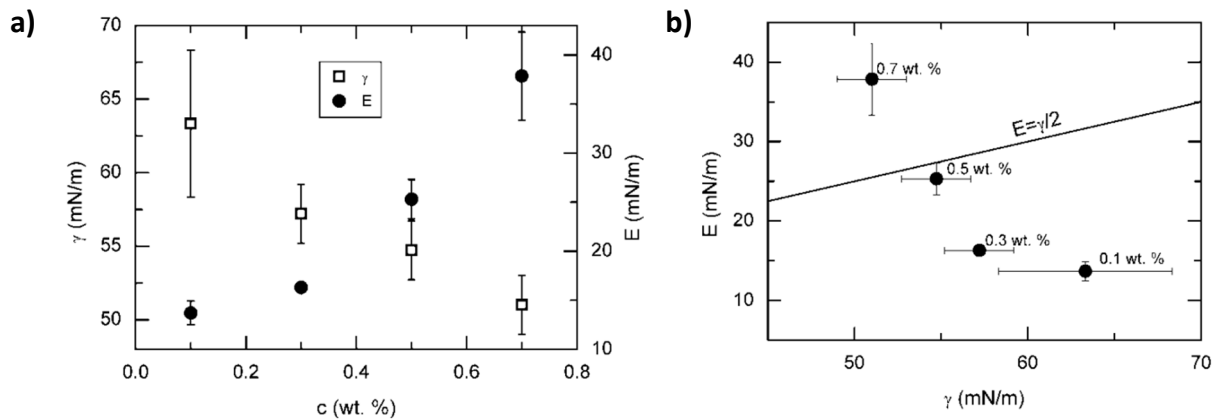 a)
70
65
60
55
50
γ (mN/m)
γ
E
40
30
20
10
E (mN/m)
0.0 0.2 0.4 0.6 0.8
c (wt. %)
b)
40
30
20
10
E (mN/m)
0.7 wt. %
E=γ/2
0.5 wt. %
0.3 wt. %
0.1 wt. %
50 60 70
γ (mN/m)